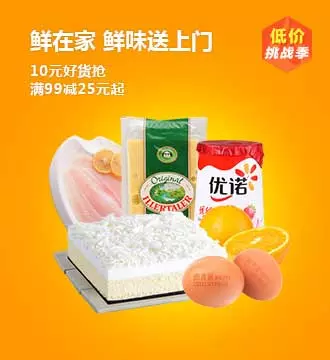 鲜在家 鲜味送上门
低价
挑战季
10元好货抢
满99减25元起
Original
ILLERTALER
优诺